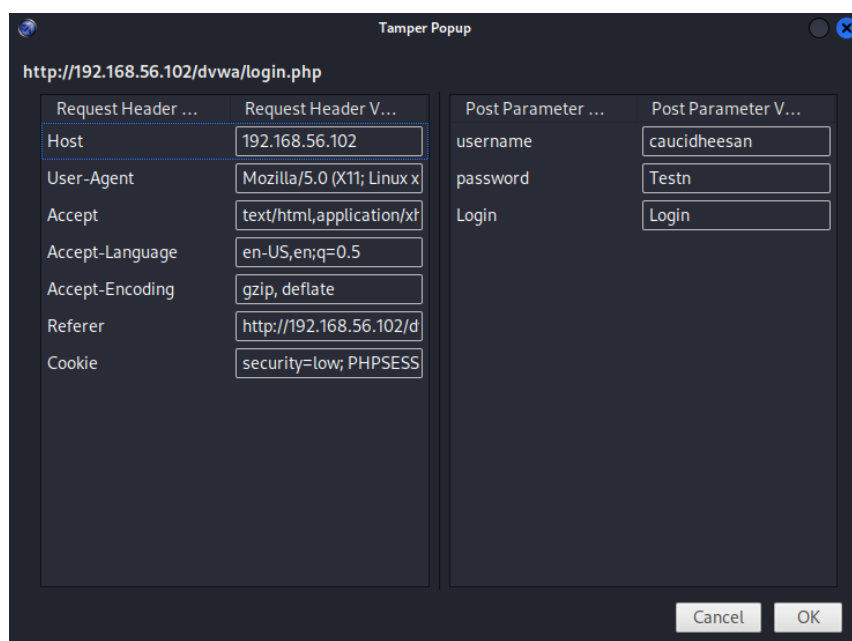 Tamper Popup
http://192.168.56.102/dvwa/login.php
Request Header ... Request Header V...
Host 192.168.56.102
User-Agent Mozilla/5.0 (X11; Linux x
Accept text/html,application/xh
Accept-Language en-US,en;q=0.5
Accept-Encoding gzip, deflate
Referer http://192.168.56.102/d
Cookie security=low; PHPSESS
Post Parameter ... Post Parameter V...
username caucidheesan
password Testn
Login Login
Cancel OK